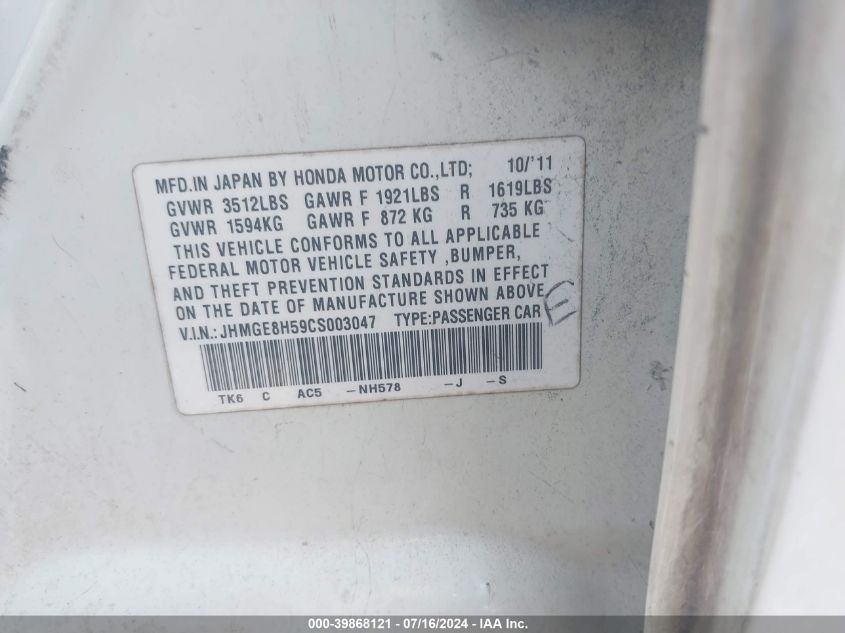 MFD.IN JAPAN BY HONDA MOTOR CO.,LTD; 10/'11
GVWR 3512LBS GAWR F 1921LBS R 1619LBS
GVWR 1594KG GAWR F 872 KG R 735 KG
THIS VEHICLE CONFORMS TO ALL APPLICABLE
FEDERAL MOTOR VEHICLE SAFETY ,BUMPER,
AND THEFT PREVENTION STANDARDS IN EFFECT
ON THE DATE OF MANUFACTURE SHOWN ABOVE
V.I.N.: JHMGE8H59CS003047 TYPE:PASSENGER CAR
E
TK6 C AC5 -NH578 -J -S
000-39868121 - 07/16/2024 - IAA Inc.